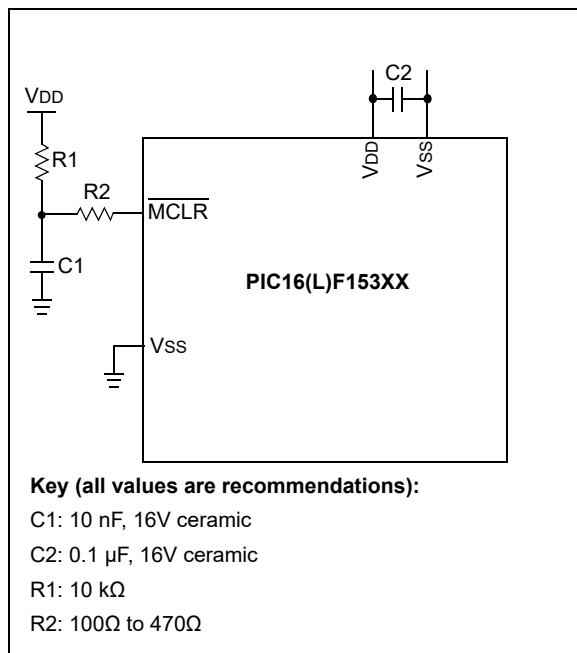 C2
VDD
R1
R2
VDD
VSS
MCLR
C1
PIC16(L)F153XX
VSS
Key (all values are recommendations):
C1: 10 nF, 16V ceramic
C2: 0.1 µF, 16V ceramic
R1: 10 kΩ
R2: 100Ω to 470Ω